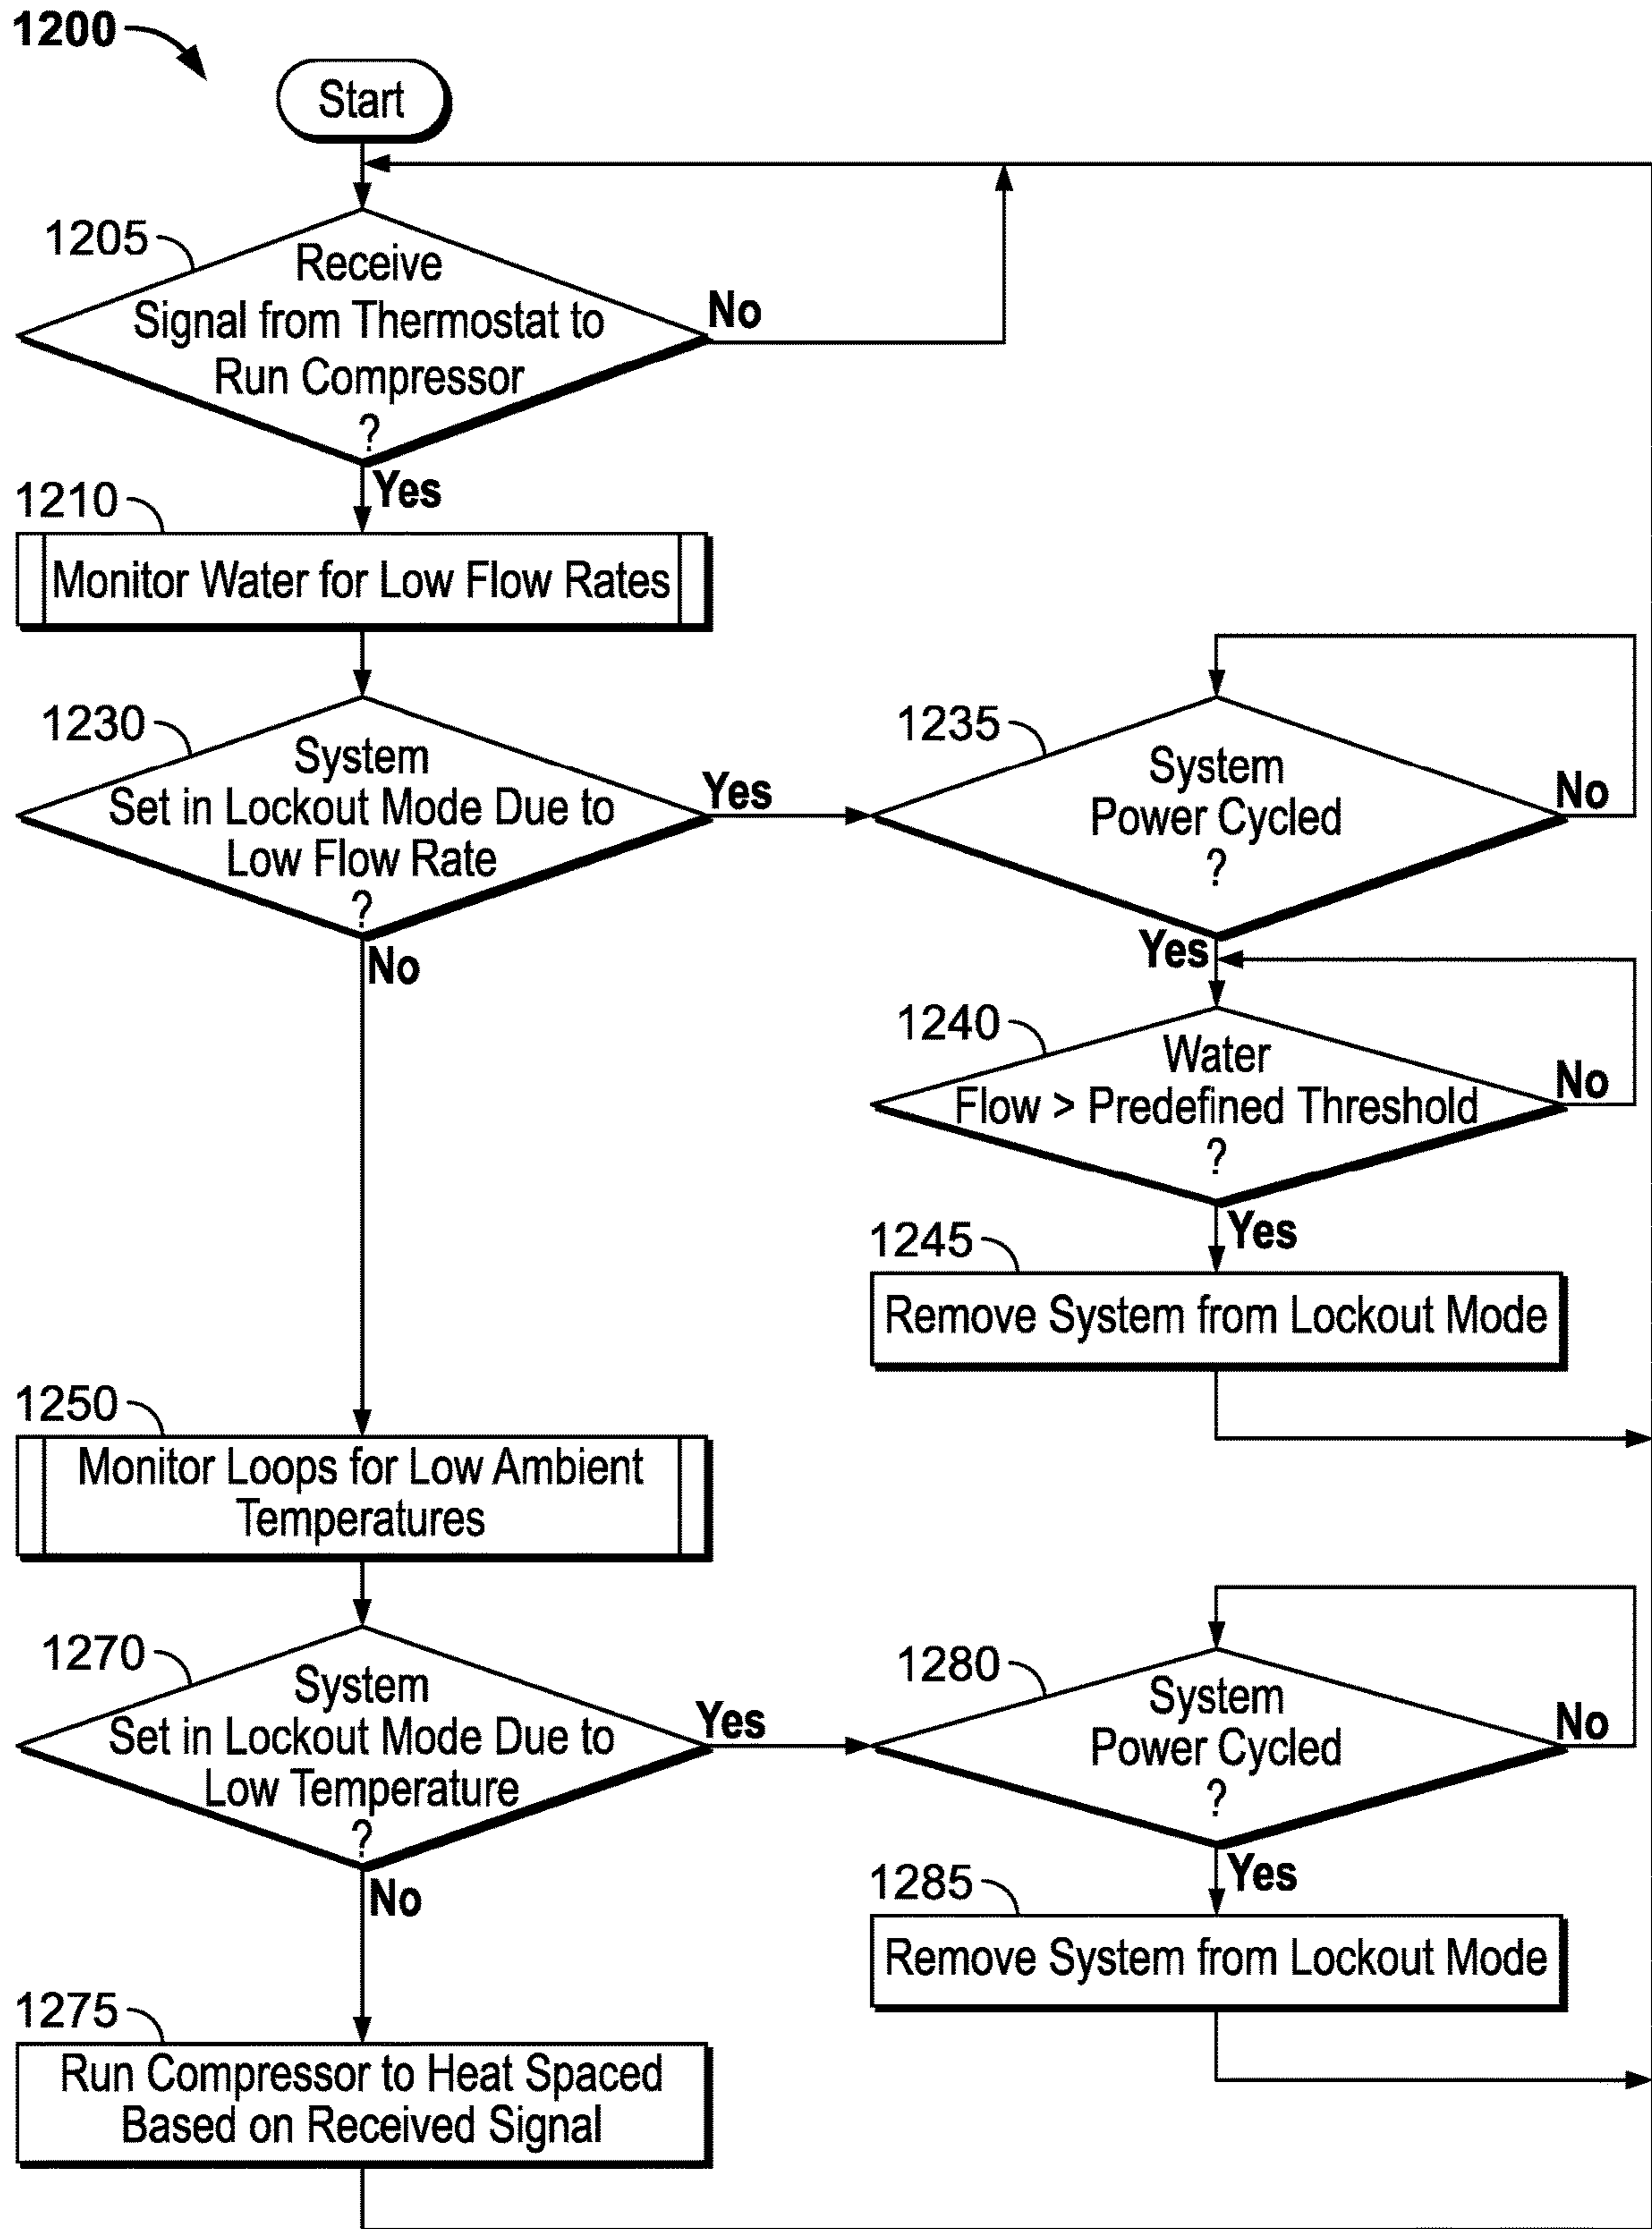 1200
Start
1205
Receive
Signal from Thermostat to
Run Compressor
?
No
Yes
1210
Monitor Water for Low Flow Rates
1230
System
Set in Lockout Mode Due to
Low Flow Rate
?
Yes
No
1235
System
Power Cycled
?
No
Yes
1240
Water
Flow > Predefined Threshold
?
No
Yes
1245
Remove System from Lockout Mode
1250
Monitor Loops for Low Ambient
Temperatures
1270
System
Set in Lockout Mode Due to
Low Temperature
?
Yes
No
1280
System
Power Cycled
?
No
Yes
1285
Remove System from Lockout Mode
1275
Run Compressor to Heat Spaced
Based on Received Signal